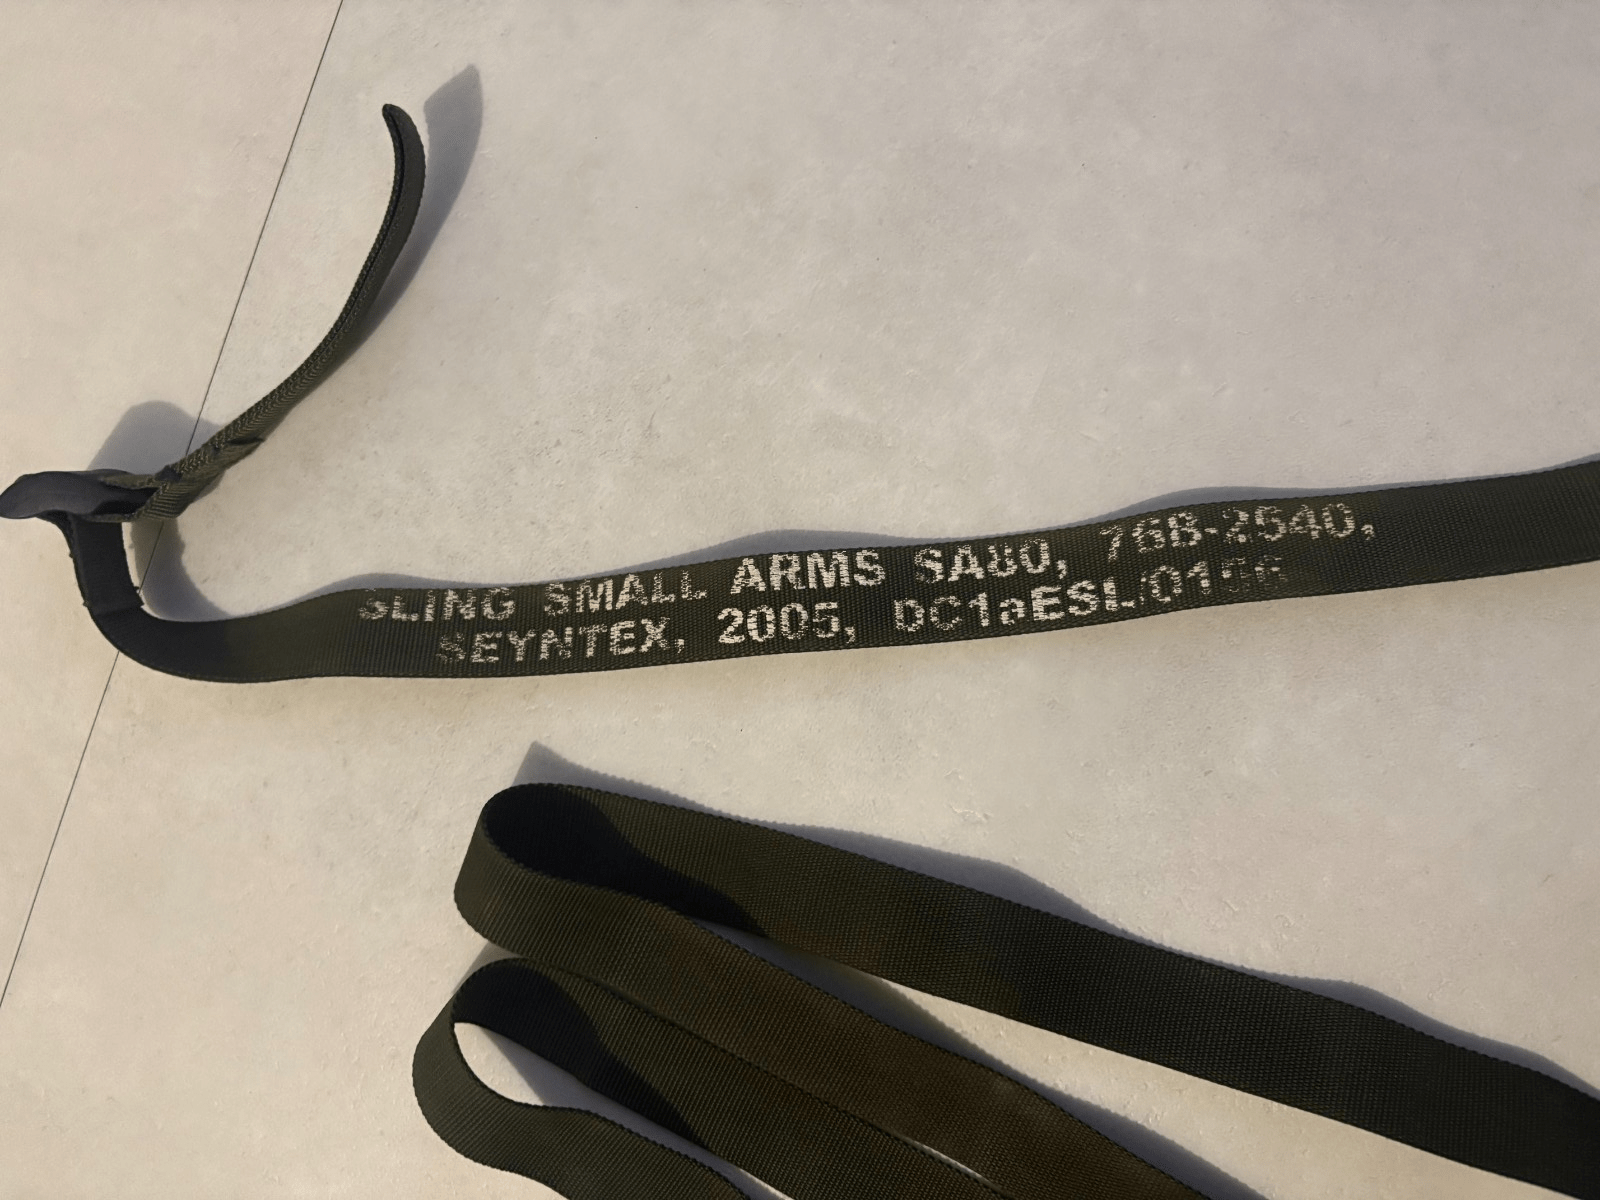 SLING SMALL ARMS SA80, 768-2540,
SEYNTEX, 2005, DC1aESL/0156